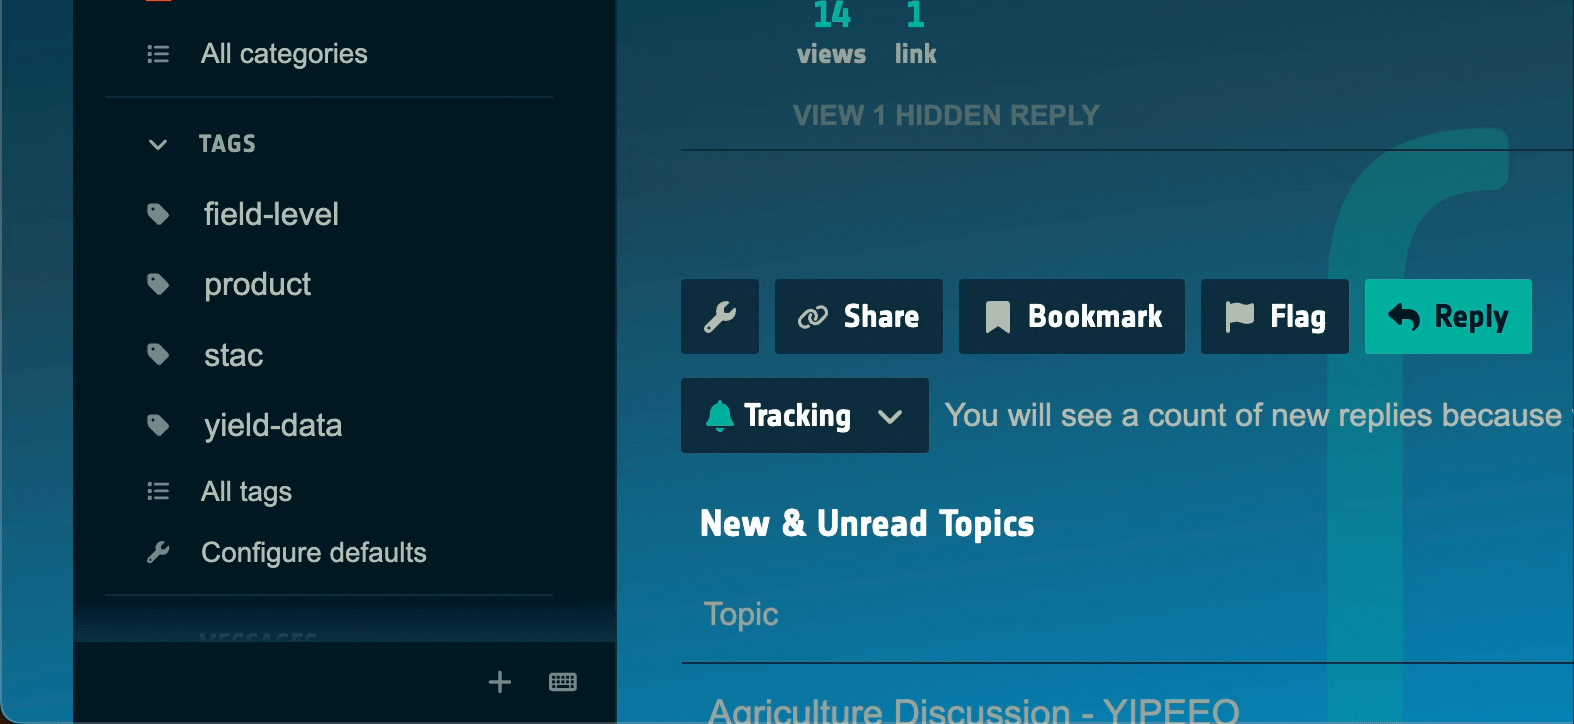 All categories
TAGS
field-level
product
stac
yield-data
All tags
Configure defaults
MESSAGES
14 1
views link
VIEW 1 HIDDEN REPLY
Share Bookmark Flag Reply
Tracking You will see a count of new replies because
New & Unread Topics
Topic
Agriculture Discussion - YIPEEO